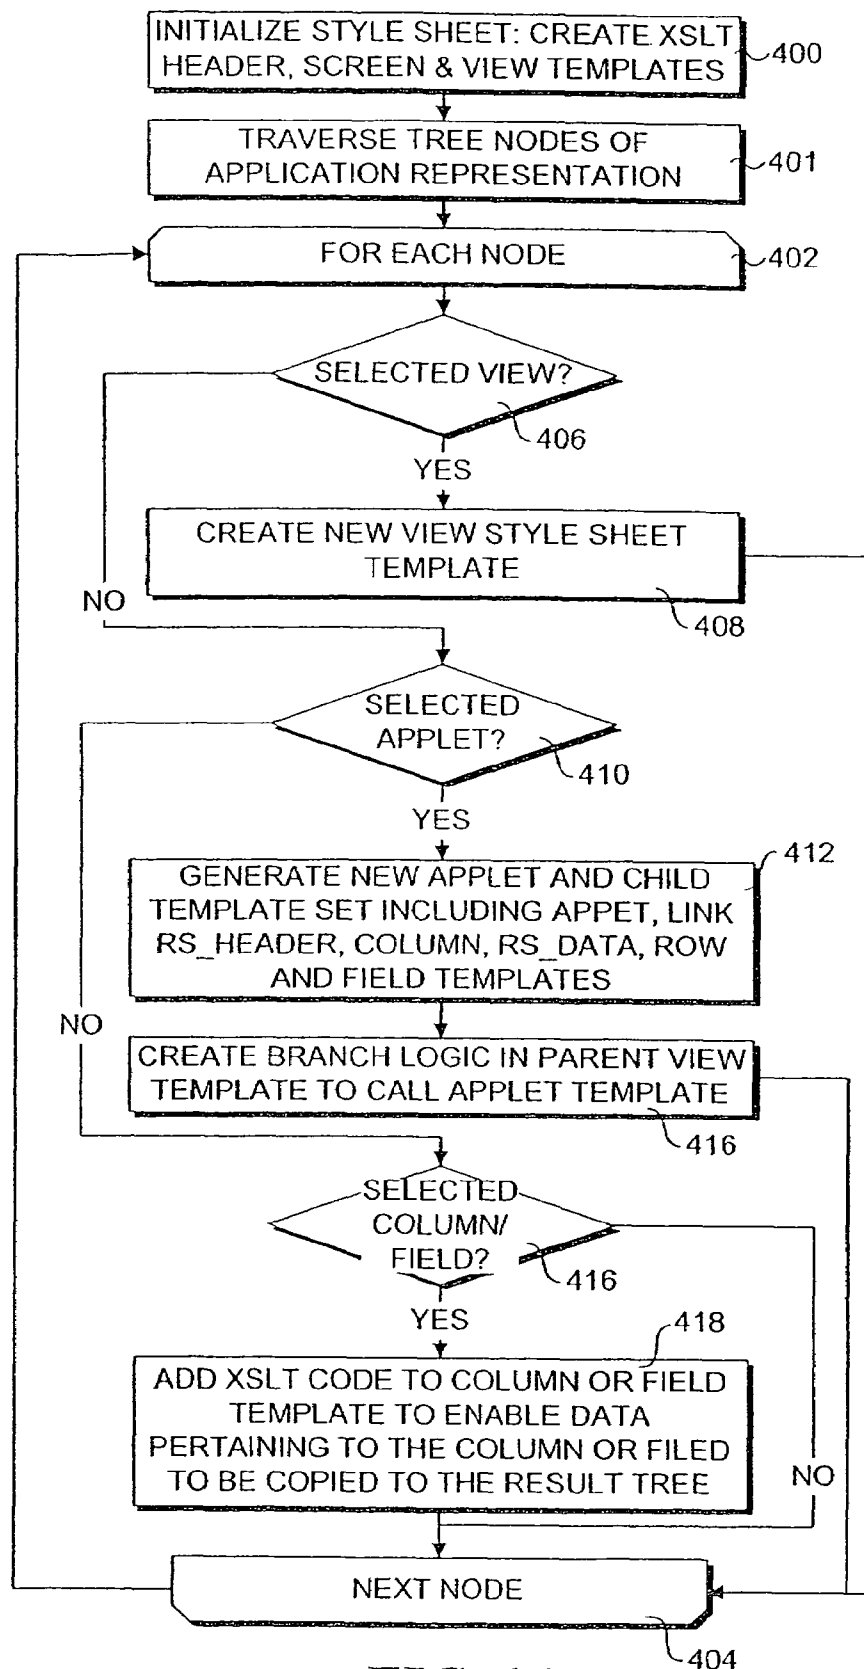 INITIALIZE STYLE SHEET: CREATE XSLT
HEADER, SCREEN & VIEW TEMPLATES
400
TRAVERSE TREE NODES OF
APPLICATION REPRESENTATION
401
FOR EACH NODE
402
SELECTED VIEW?
406
YES
CREATE NEW VIEW STYLE SHEET
TEMPLATE
408
NO
SELECTED
APPLET?
410
YES
412
GENERATE NEW APPLET AND CHILD
TEMPLATE SET INCLUDING APPET, LINK
RS_HEADER, COLUMN, RS_DATA, ROW
AND FIELD TEMPLATES
NO
CREATE BRANCH LOGIC IN PARENT VIEW
TEMPLATE TO CALL APPLET TEMPLATE
416
SELECTED
COLUMN/
FIELD?
416
YES
418
ADD XSLT CODE TO COLUMN OR FIELD
TEMPLATE TO ENABLE DATA
PERTAINING TO THE COLUMN OR FILED
TO BE COPIED TO THE RESULT TREE
NO
NEXT NODE
404